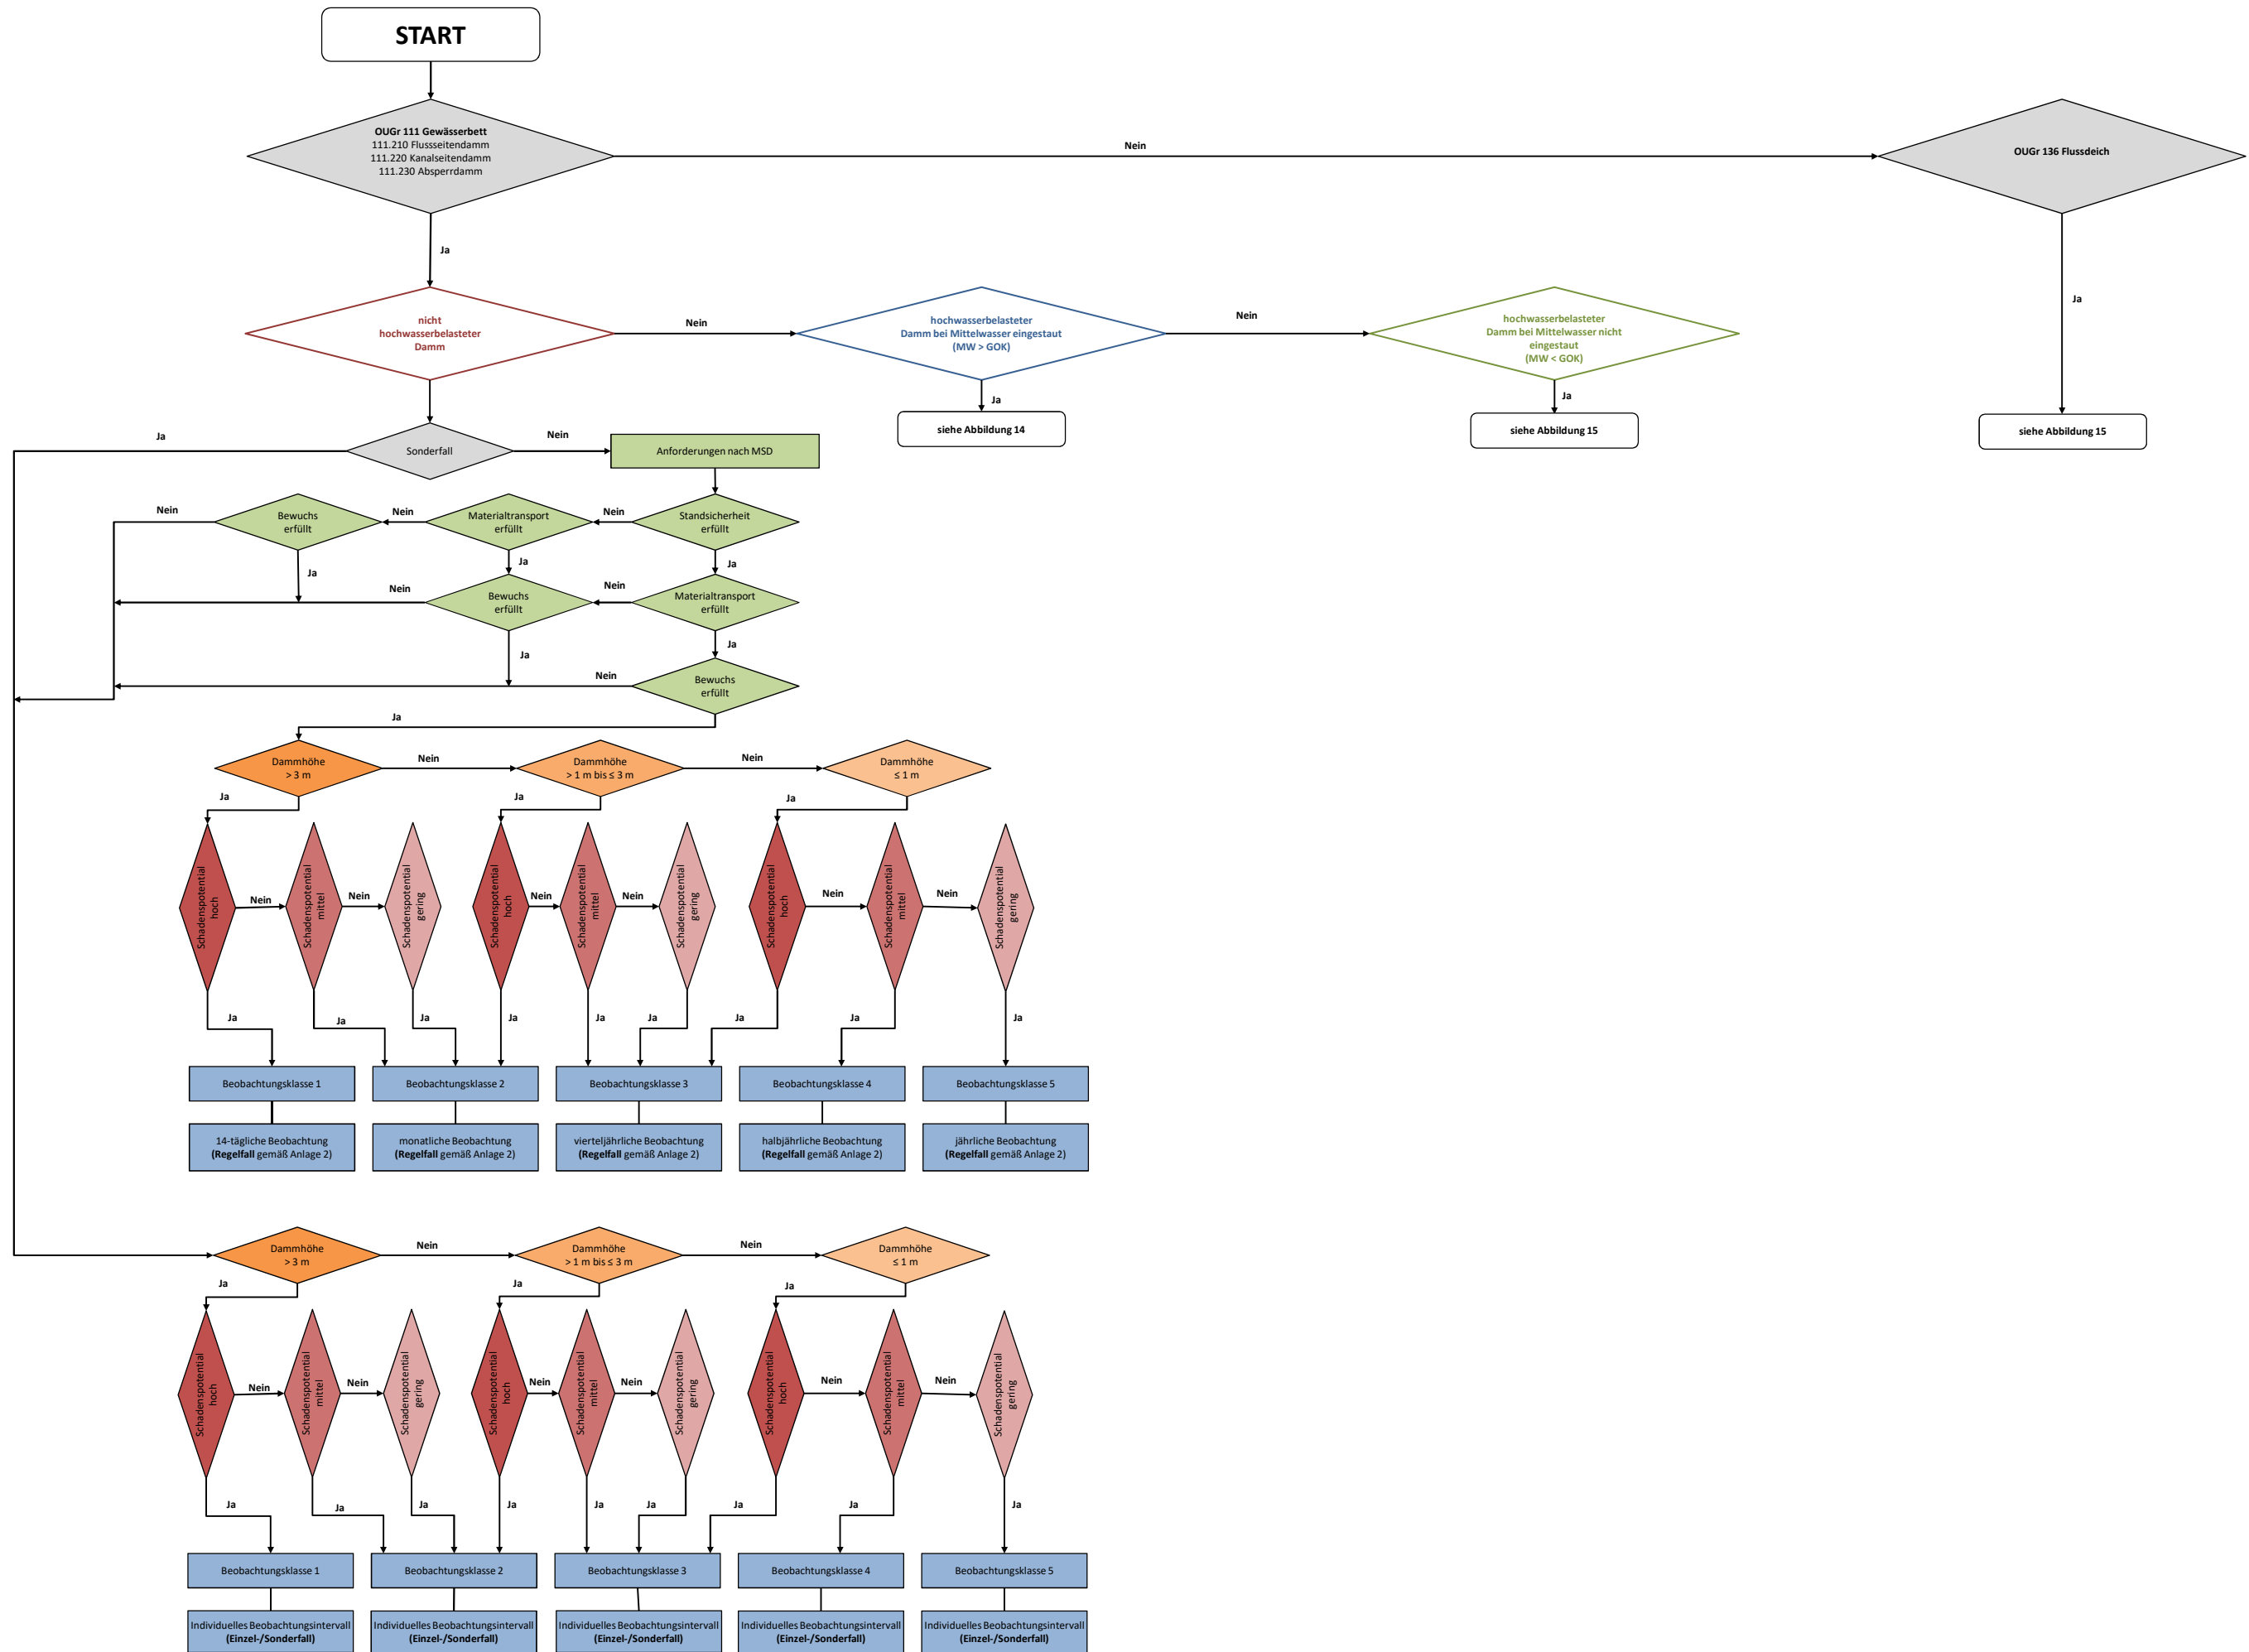 START
OUGr 111 Gewässerbett
111.210 Flussseitendamm
111.220 Kanalseitendamm
111.230 Absperrdamm
Nein
OUGr 136 Flussdeich
Ja
Ja
nicht
hochwasserbelasteter
Damm
Nein
hochwasserbelasteter
Damm bei Mittelwasser eingestaut
(MW > GOK)
Nein
hochwasserbelasteter
Damm bei Mittelwasser nicht
eingestaut
(MW < GOK)
Ja
siehe Abbildung 14
Ja
siehe Abbildung 15
siehe Abbildung 15
Ja
Sonderfall
Nein
Anforderungen nach MSD
Nein
Bewuchs
erfüllt
Nein
Materialtransport
erfüllt
Nein
Standsicherheit
erfüllt
Ja
Ja
Ja
Nein
Bewuchs
erfüllt
Nein
Materialtransport
erfüllt
Ja
Ja
Nein
Bewuchs
erfüllt
Ja
Dammhöhe
> 3 m
Nein
Dammhöhe
> 1 m bis ≤ 3 m
Nein
Dammhöhe
≤ 1 m
Ja
Ja
Ja
Schadenspotential
hoch
Nein
Schadenspotential
mittel
Nein
Schadenspotential
gering
Schadenspotential
hoch
Nein
Schadenspotential
mittel
Nein
Schadenspotential
gering
Schadenspotential
hoch
Nein
Schadenspotential
mittel
Nein
Schadenspotential
gering
Ja
Ja
Ja
Ja
Ja
Ja
Ja
Ja
Ja
Beobachtungsklasse 1
Beobachtungsklasse 2
Beobachtungsklasse 3
Beobachtungsklasse 4
Beobachtungsklasse 5
14-tägliche Beobachtung
(Regelfall gemäß Anlage 2)
monatliche Beobachtung
(Regelfall gemäß Anlage 2)
vierteljährliche Beobachtung
(Regelfall gemäß Anlage 2)
halbjährliche Beobachtung
(Regelfall gemäß Anlage 2)
jährliche Beobachtung
(Regelfall gemäß Anlage 2)
Dammhöhe
> 3 m
Nein
Dammhöhe
> 1 m bis ≤ 3 m
Nein
Dammhöhe
≤ 1 m
Ja
Ja
Ja
Schadenspotential
hoch
Nein
Schadenspotential
mittel
Nein
Schadenspotential
gering
Schadenspotential
hoch
Nein
Schadenspotential
mittel
Nein
Schadenspotential
gering
Schadenspotential
hoch
Nein
Schadenspotential
mittel
Nein
Schadenspotential
gering
Ja
Ja
Ja
Ja
Ja
Ja
Ja
Ja
Ja
Beobachtungsklasse 1
Beobachtungsklasse 2
Beobachtungsklasse 3
Beobachtungsklasse 4
Beobachtungsklasse 5
Individuelles Beobachtungsintervall
(Einzel-/Sonderfall)
Individuelles Beobachtungsintervall
(Einzel-/Sonderfall)
Individuelles Beobachtungsintervall
(Einzel-/Sonderfall)
Individuelles Beobachtungsintervall
(Einzel-/Sonderfall)
Individuelles Beobachtungsintervall
(Einzel-/Sonderfall)